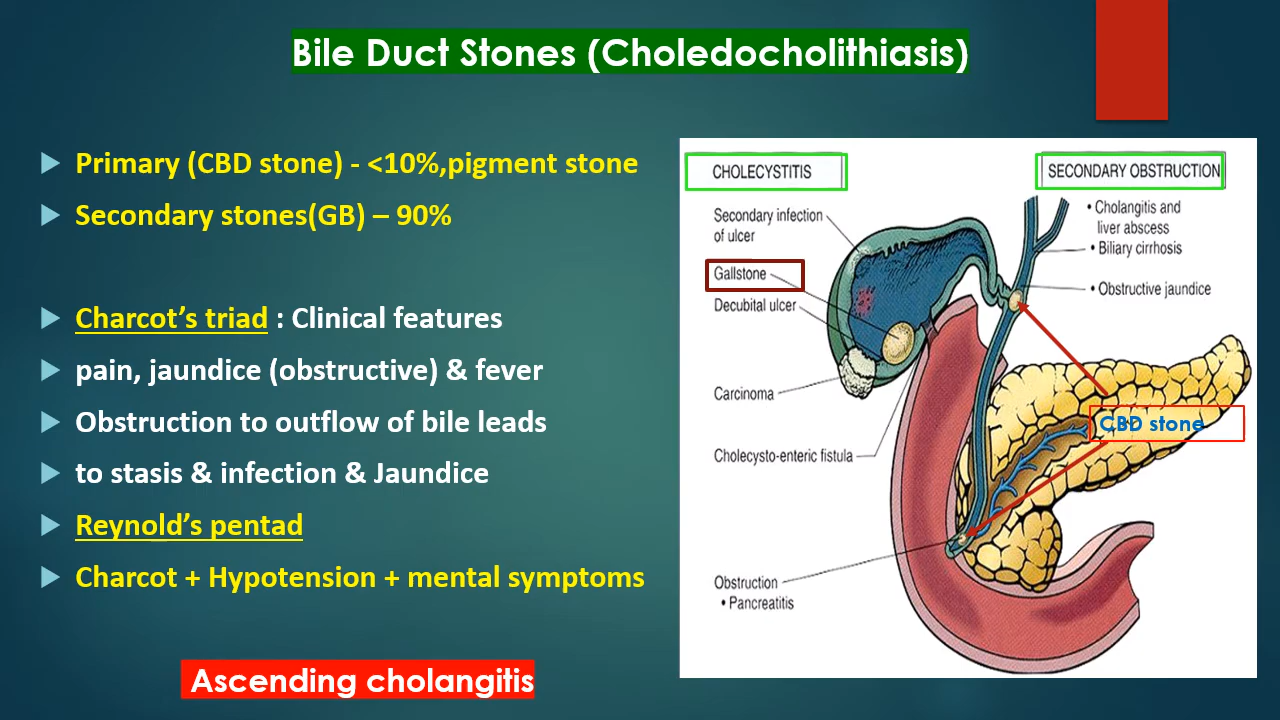 Bile Duct Stones (Choledocholithiasis)
Primary (CBD stone) - <10%,pigment stone
Secondary stones(GB) – 90%
Charcot's triad : Clinical features
pain, jaundice (obstructive) & fever
Obstruction to outflow of bile leads
to stasis & infection & Jaundice
Reynold's pentad
Charcot + Hypotension + mental symptoms
Ascending cholangitis
CHOLECYSTITIS
Secondary infection
of ulcer
Gallstone
Decubital ulcer
Carcinoma
Cholecysto-enteric fistula
Obstruction
• Pancreatitis
SECONDARY OBSTRUCTION
• Cholangitis and
liver abscess
• Biliary cirrhosis
• Obstructive jaundice
CBD stone